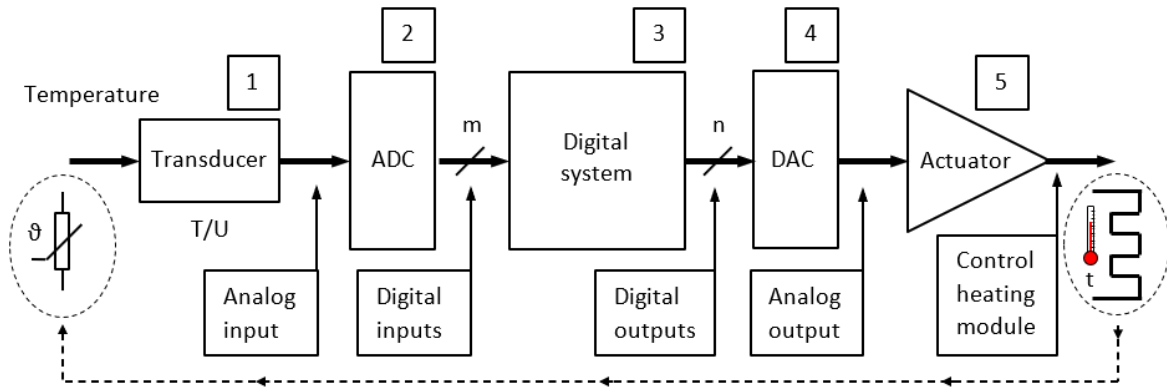 1
2
3
4
5
Temperature
m
n
Transducer
ADC
Digital
system
DAC
Actuator
T/U
ϑ
Analog
input
Digital
inputs
Digital
outputs
Analog
output
Control
heating
module
t